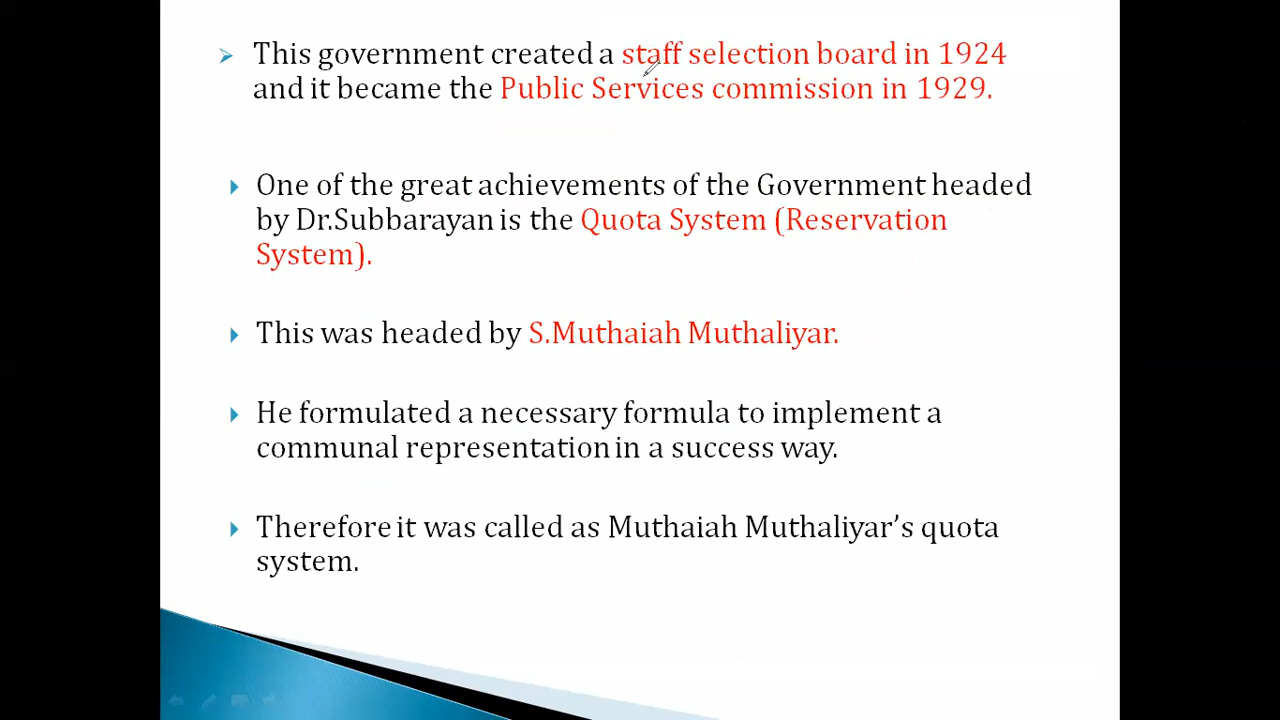 This government created a staff selection board in 1924
and it became the Public Services commission in 1929.
One of the great achievements of the Government headed
by Dr.Subbarayan is the Quota System (Reservation
System).
This was headed by S.Muthaiah Muthaliyar.
He formulated a necessary formula to implement a
communal representation in a success way.
Therefore it was called as Muthaiah Muthaliyar’s quota
system.